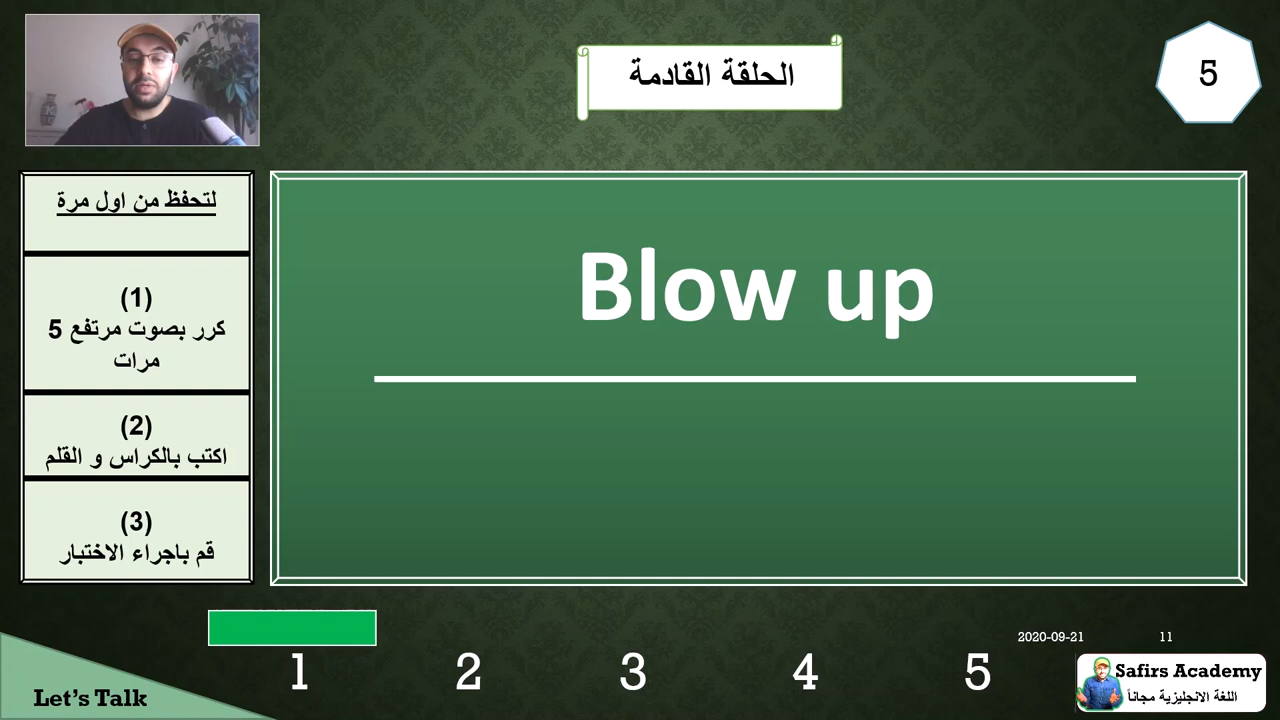 الحلقة القادمة
5
لتحفظ من اول مرة
(1)
كرر بصوت مرتفع 5
مرات
(2)
اكتب بالكراس و القلم
(3)
قم باجراء الاختبار
Blow up
1 2 3 4 5
2020-09-21 11
Let's Talk
Safirs Academy
اللغة الانجليزية مجاناً